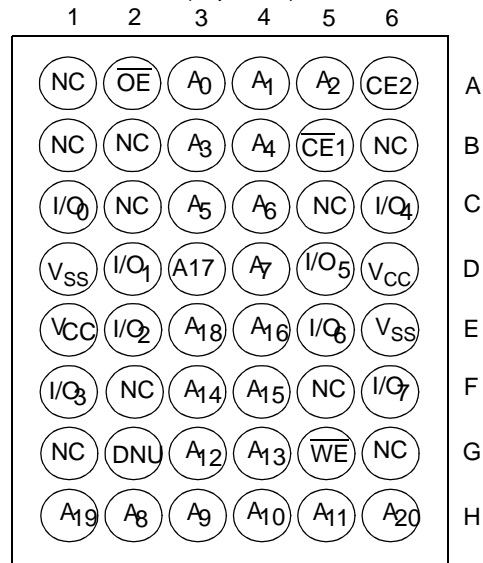 1 2 3 4 5 6
NC OE A0 A1 A2 CE2 A
NC NC A3 A4 CE1 NC B
I/O0 NC A5 A6 NC I/O4 C
VSS I/O1 A17 A7 I/O5 VCC D
VCC I/O2 A18 A16 I/O6 VSS E
I/O3 NC A14 A15 NC I/O7 F
NC DNU A12 A13 WE NC G
A19 A8 A9 A10 A11 A20 H